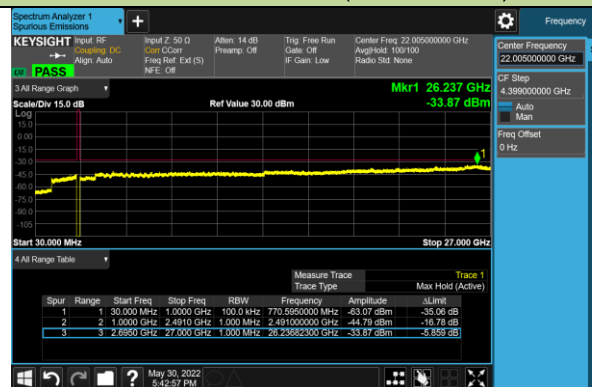 Spectrum Analyzer 1
Spurious Emissions
+
Frequency
KEYSIGHT Input: RF Input Z: 50 Ω Atten: 14 dB Trig: Free Run Center Freq: 22.005000000 GHz
Coupling: DC Corr CCorr Preamp: Off Gate: Off Avg|Hold: 100/100
Align: Auto Freq Ref: Ext (S) IF Gain: Low Radio Std: None
NFE: Off
LXI PASS
Center Frequency
22.005000000 GHz
CF Step
4.399000000 GHz
Auto
Man
Freq Offset
0 Hz
3 All Range Graph
Mkr1 26.237 GHz
Scale/Div 15.0 dB Ref Value 30.00 dBm -33.87 dBm
Log
15.0
0.00
-15.0
-30.0
-45.0
-60.0
-75.0
-90.0
-105
1
Start 30.000 MHz Stop 27.000 GHz
4 All Range Table
Measure Trace Trace 1
Trace Type Max Hold (Active)
Spur Range Start Freq Stop Freq RBW Frequency Amplitude ΔLimit
1 1 30.000 MHz 1.0000 GHz 100.0 kHz 770.5950000 MHz -63.07 dBm -35.06 dB
2 2 1.0000 GHz 2.4910 GHz 1.000 MHz 2.491000000 GHz -44.79 dBm -16.78 dB
3 3 2.6950 GHz 27.000 GHz 1.000 MHz 26.23682300 GHz -33.87 dBm -5.859 dB
?
May 30, 2022
5:42:57 PM